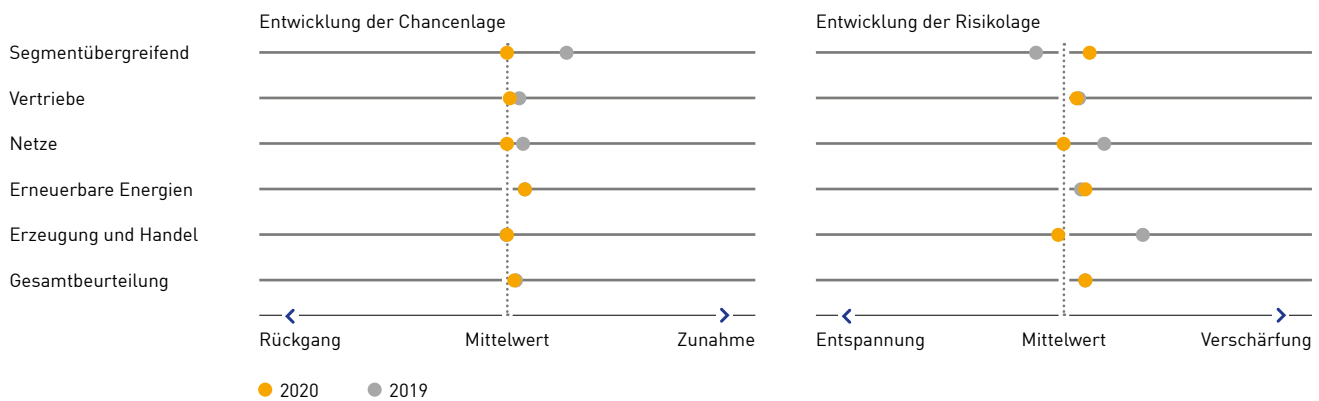 Entwicklung der Chancenlage
Entwicklung der Risikolage
Segmentübergreifend
Vertriebe
Netze
Erneuerbare Energien
Erzeugung und Handel
Gesamtbeurteilung
Rückgang Mittelwert Zunahme
Entspannung Mittelwert Verschärfung
2020 2019